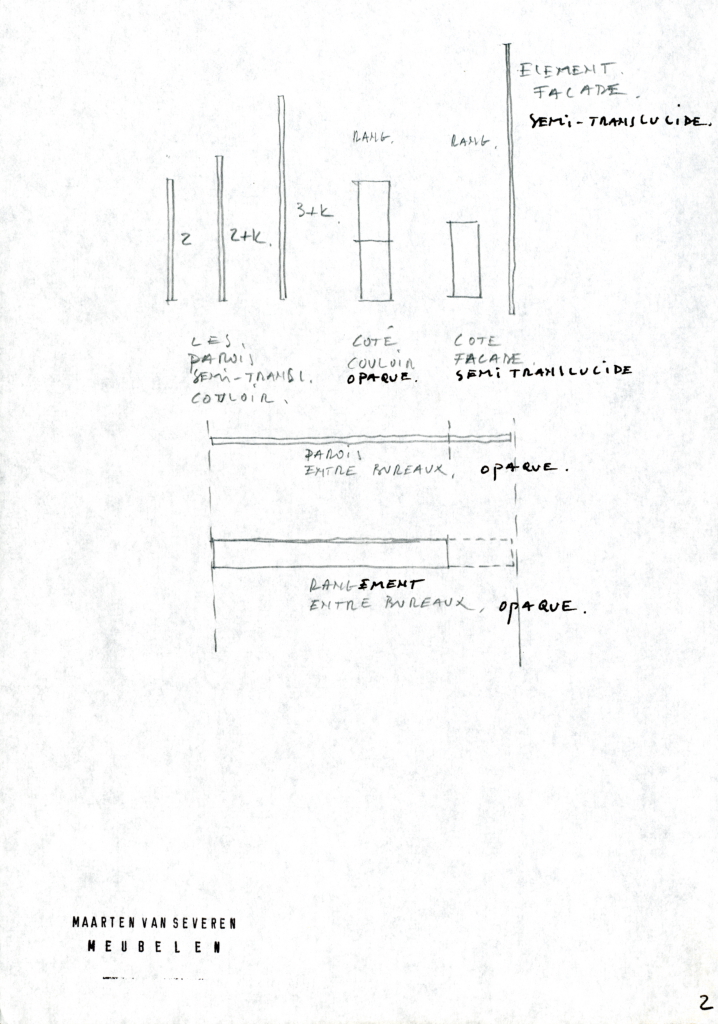 ELEMENT.
FACADE.
SEMI-TRANSLUCIDE.
RANG.
RANG.
2
2+K.
3+K.
LES.
PAROIS
SEMI-TRANSL.
COULOIR.
COTÉ
COULOIR
OPAQUE.
COTE
FACADE.
SEMI TRANSLUCIDE
PAROIS
ENTRE BUREAUX, OPAQUE.
RANGEMENT
ENTRE BUREAUX, OPAQUE.
MAARTEN VAN SEVEREN
MEUBELEN
2